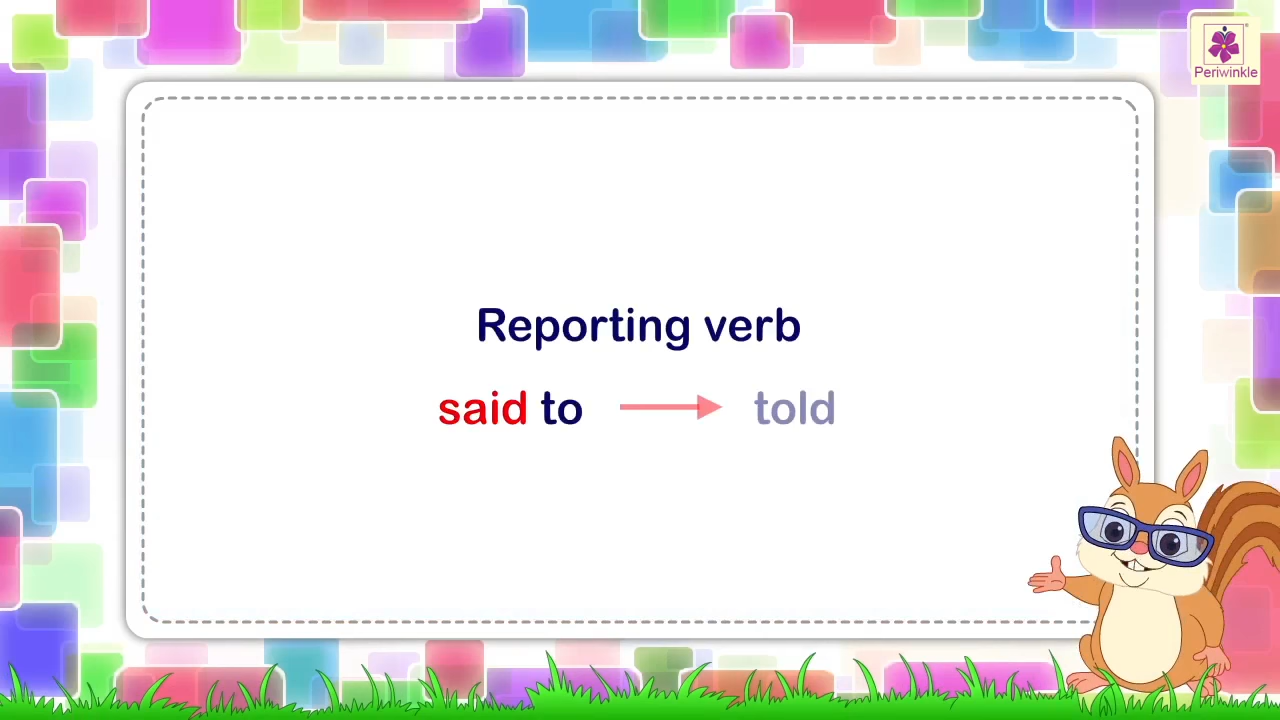 Periwinkle
Reporting verb
said to → told